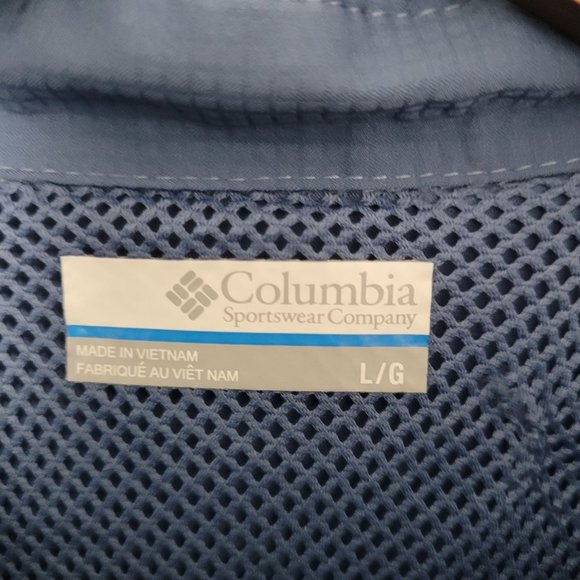 Columbia
Sportswear Company
MADE IN VIETNAM
FABRIQUÉ AU VIÊT NAM
L/G